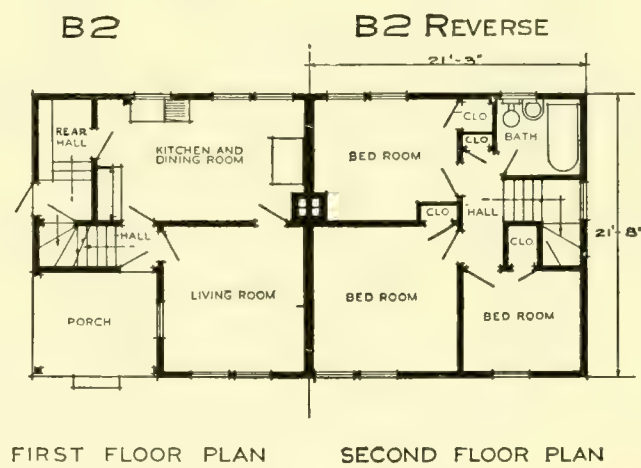 B2
B2 REVERSE
21'-3"
REAR
HALL
KITCHEN AND
DINING ROOM
HALL
LIVING ROOM
PORCH
BED ROOM
CLO
CLO
BATH
CLO
HALL
CLO
21'-8"
BED ROOM
BED ROOM
FIRST FLOOR PLAN
SECOND FLOOR PLAN